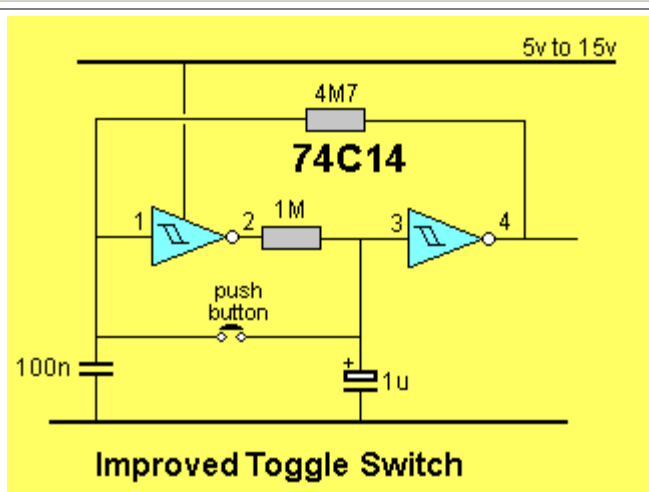 5v to 15v
4M7
74C14
1 2 1M 3 4
push
button
100n
+
1u
Improved Toggle Switch